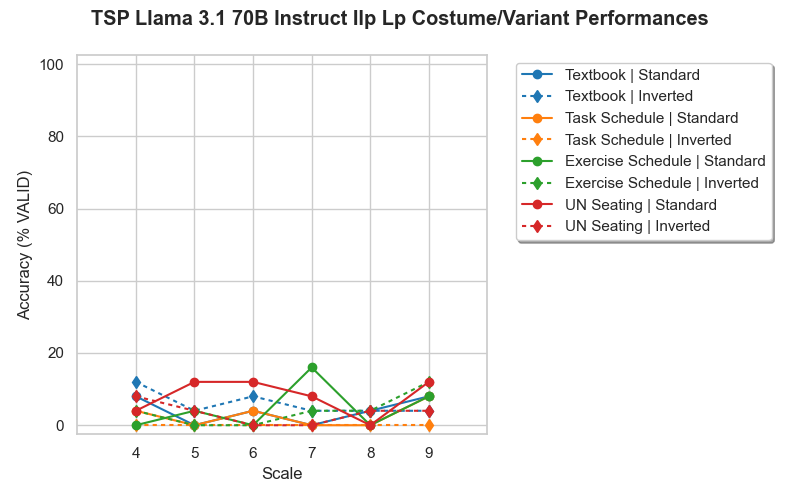 TSP Llama 3.1 70B Instruct Ilp Lp Costume/Variant Performances
100
80
60
40
20
0
Accuracy (% VALID)
4 5 6 7 8 9
Scale
Textbook | Standard
Textbook | Inverted
Task Schedule | Standard
Task Schedule | Inverted
Exercise Schedule | Standard
Exercise Schedule | Inverted
UN Seating | Standard
UN Seating | Inverted